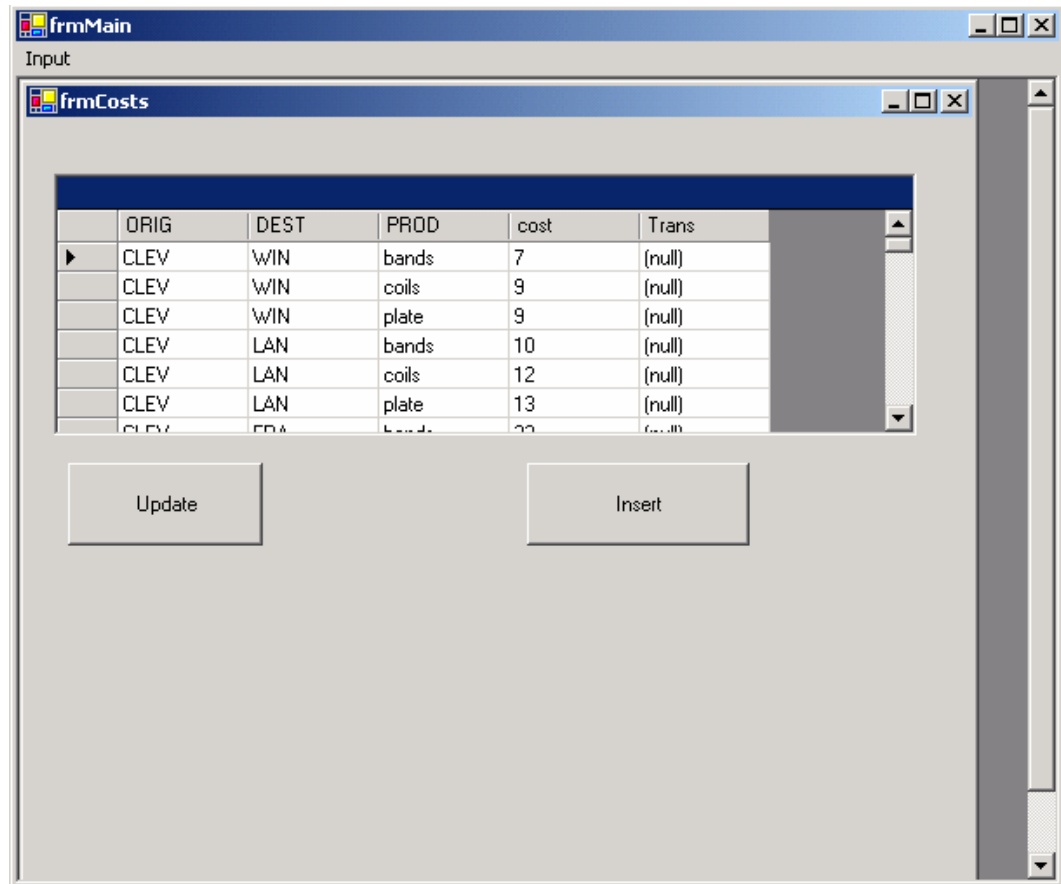 frmMain
Input
frmCosts
ORIG DEST PROD cost Trans
CLEV WIN bands 7 (null)
CLEV WIN coils 9 (null)
CLEV WIN plate 9 (null)
CLEV LAN bands 10 (null)
CLEV LAN coils 12 (null)
CLEV LAN plate 13 (null)
Update Insert